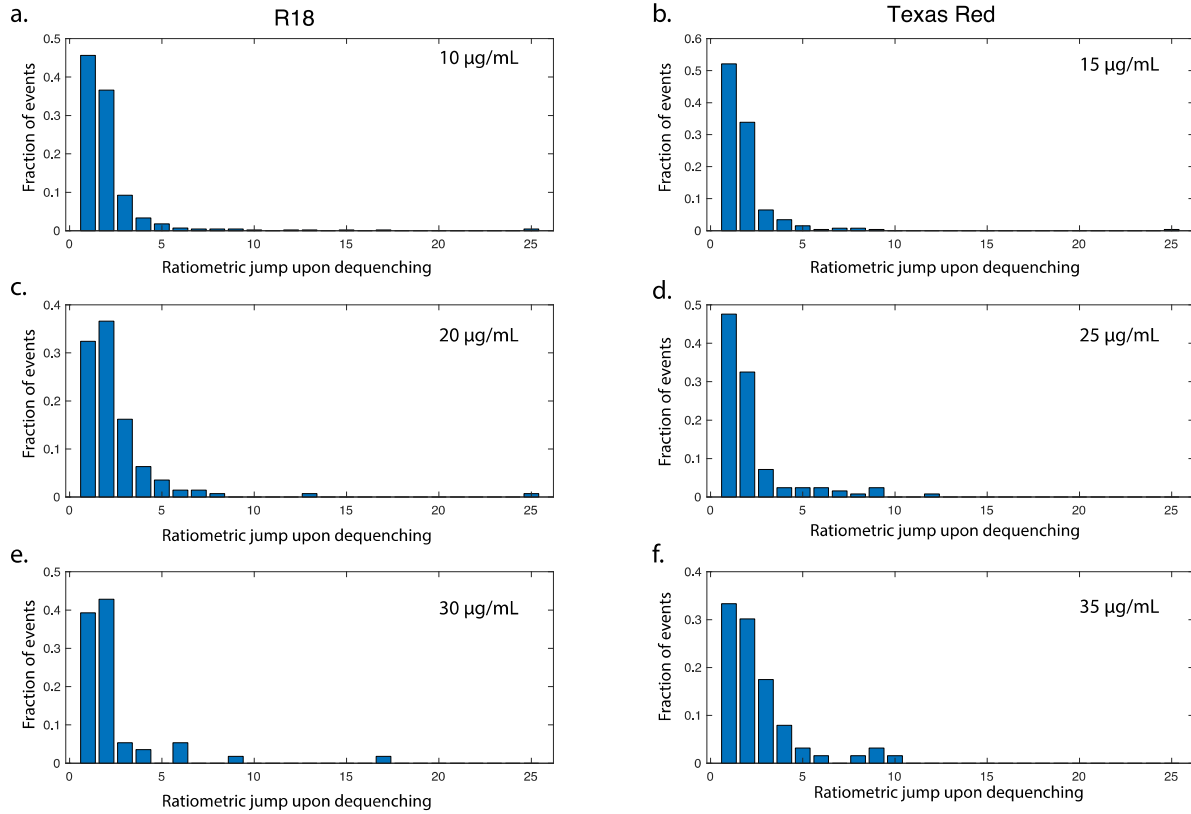 a.
R18
10 µg/mL
Fraction of events
0.5
0.4
0.3
0.2
0.1
0
0 5 10 15 20 25
Ratiometric jump upon dequenching
b.
Texas Red
15 µg/mL
Fraction of events
0.6
0.5
0.4
0.3
0.2
0.1
0
0 5 10 15 20 25
Ratiometric jump upon dequenching
c.
20 µg/mL
Fraction of events
0.4
0.3
0.2
0.1
0
0 5 10 15 20 25
Ratiometric jump upon dequenching
d.
25 µg/mL
Fraction of events
0.5
0.4
0.3
0.2
0.1
0
0 5 10 15 20 25
Ratiometric jump upon dequenching
e.
30 µg/mL
Fraction of events
0.5
0.4
0.3
0.2
0.1
0
0 5 10 15 20 25
Ratiometric jump upon dequenching
f.
35 µg/mL
Fraction of events
0.4
0.3
0.2
0.1
0
0 5 10 15 20 25
Ratiometric jump upon dequenching